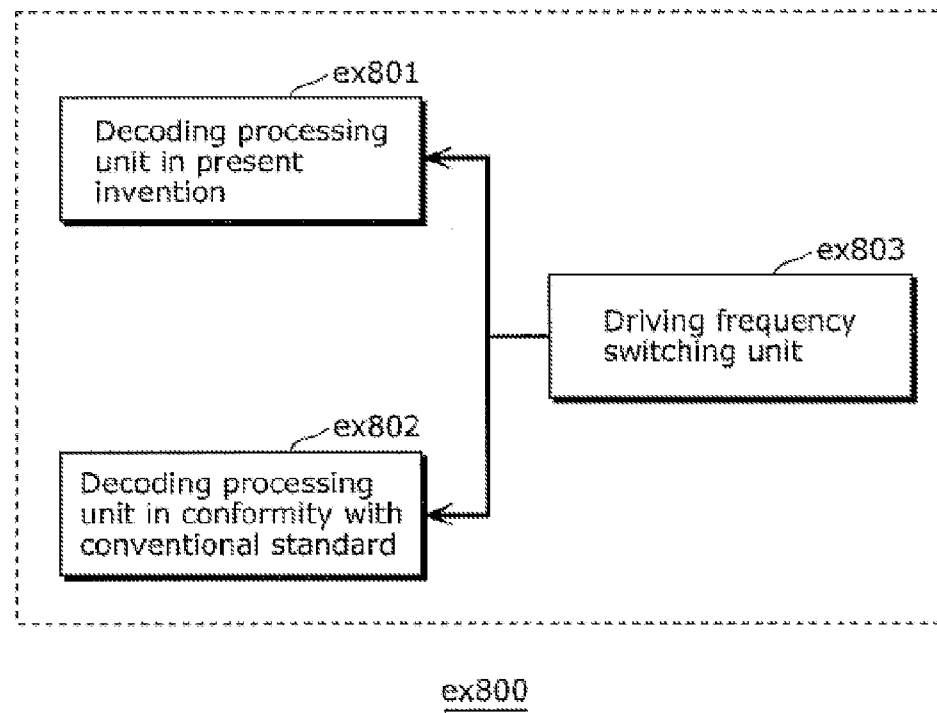 ex801
Decoding processing
unit in present
invention
ex803
Driving frequency
switching unit
ex802
Decoding processing
unit in conformity with
conventional standard
ex800